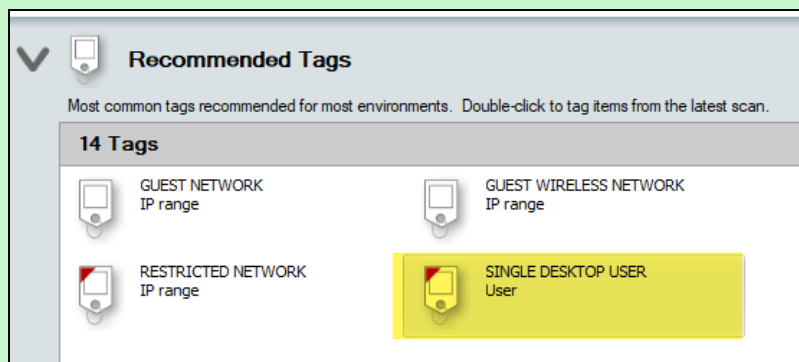 Recommended Tags
Most common tags recommended for most environments.  Double-click to tag items from the latest scan.
14 Tags
GUEST NETWORK
IP range
GUEST WIRELESS NETWORK
IP range
RESTRICTED NETWORK
IP range
SINGLE DESKTOP USER
User